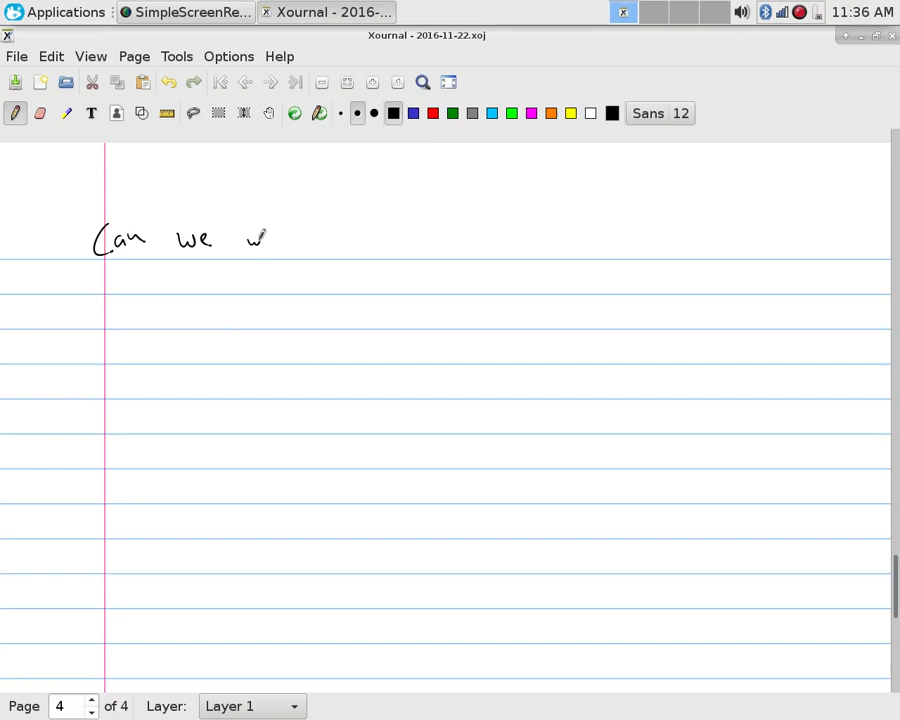 Applications SimpleScreenRe... Xournal - 2016-... 11:36 AM
Xournal - 2016-11-22.xoj
File Edit View Page Tools Options Help
Sans 12
Can we w
Page 4 of 4 Layer: Layer 1